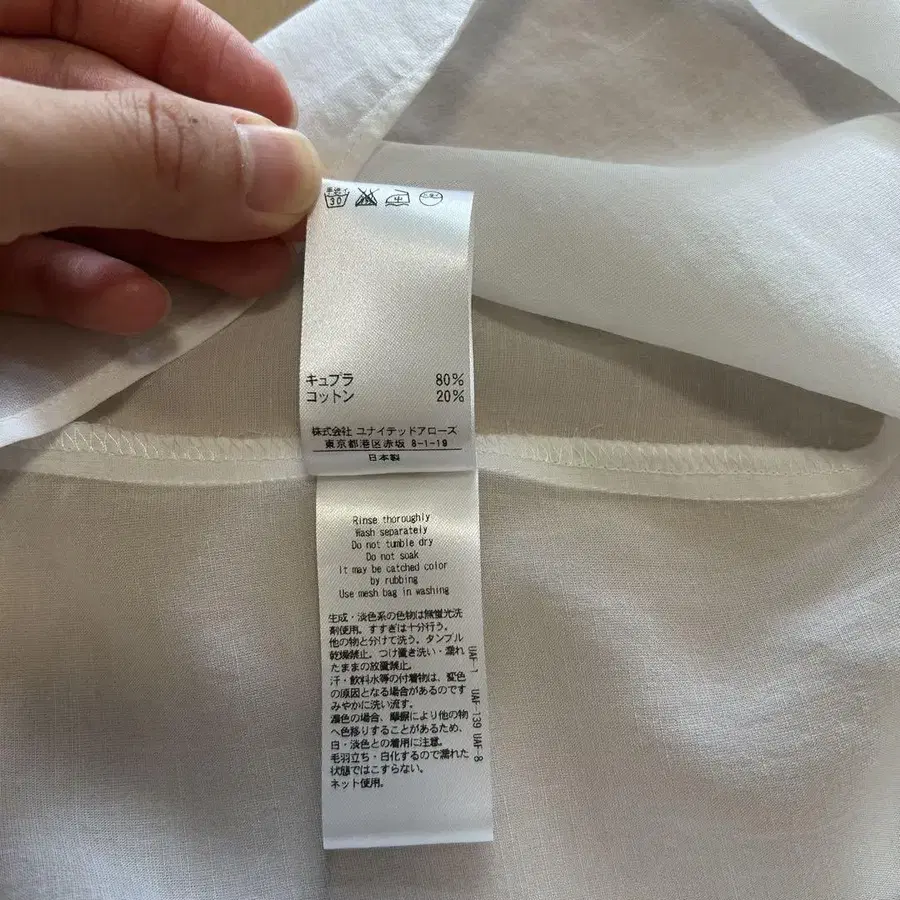 手洗イ
30
キュプラ 80%
コットン 20%
株式会社 ユナイテッドアローズ
東京都港区赤坂 8-1-19
日本製
Rinse thoroughly
Wash separately
Do not tumble dry
Do not soak
It may be catched color
by rubbing
Use mesh bag in washing
生成・淡色系の色物は無蛍光洗
剤使用。すすぎは十分行う。
他の物と分けて洗う。タンブル
乾燥禁止。つけ置き洗い・濡れ
たままの放置禁止。
汗・飲料水等の付着物は、変色
の原因となる場合があるのです
みやかに洗い流す。
濃色の場合、摩擦により他の物
へ色移りすることがあるため、
白・淡色との着用に注意。
毛羽立ち・白化するので濡れた
状態ではこすらない。
ネット使用。
UAF-1 UAF-139 UAF-8